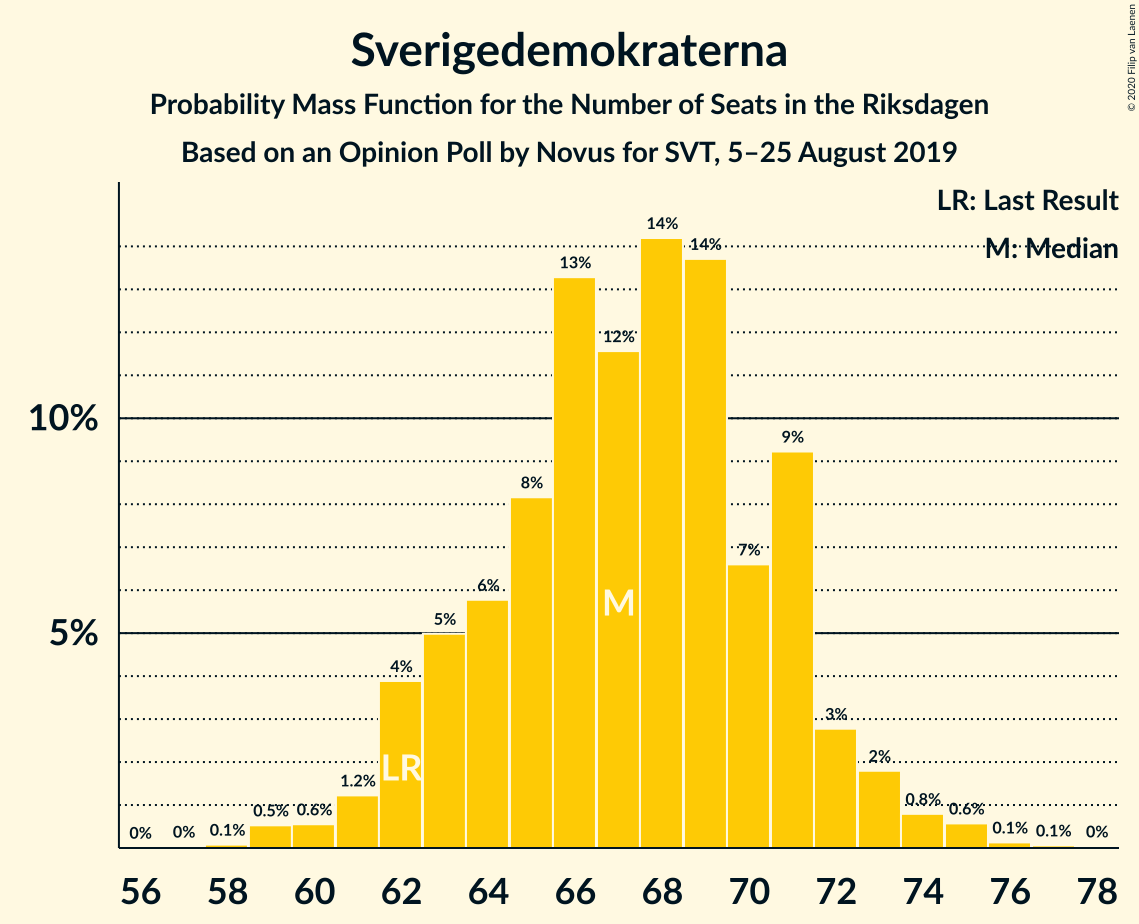 Sverigedemokraterna
Probability Mass Function for the Number of Seats in the Riksdagen
Based on an Opinion Poll by Novus for SVT, 5–25 August 2019
© 2020 Filip van Laenen
LR: Last Result
M: Median
10%
5%
0% 0% 0.1% 0.5% 0.6% 1.2% 4% 5% 6% 8% 13% 12% 14% 14% 7% 9% 3% 2% 0.8% 0.6% 0.1% 0.1% 0%
LR
M
56 58 60 62 64 66 68 70 72 74 76 78